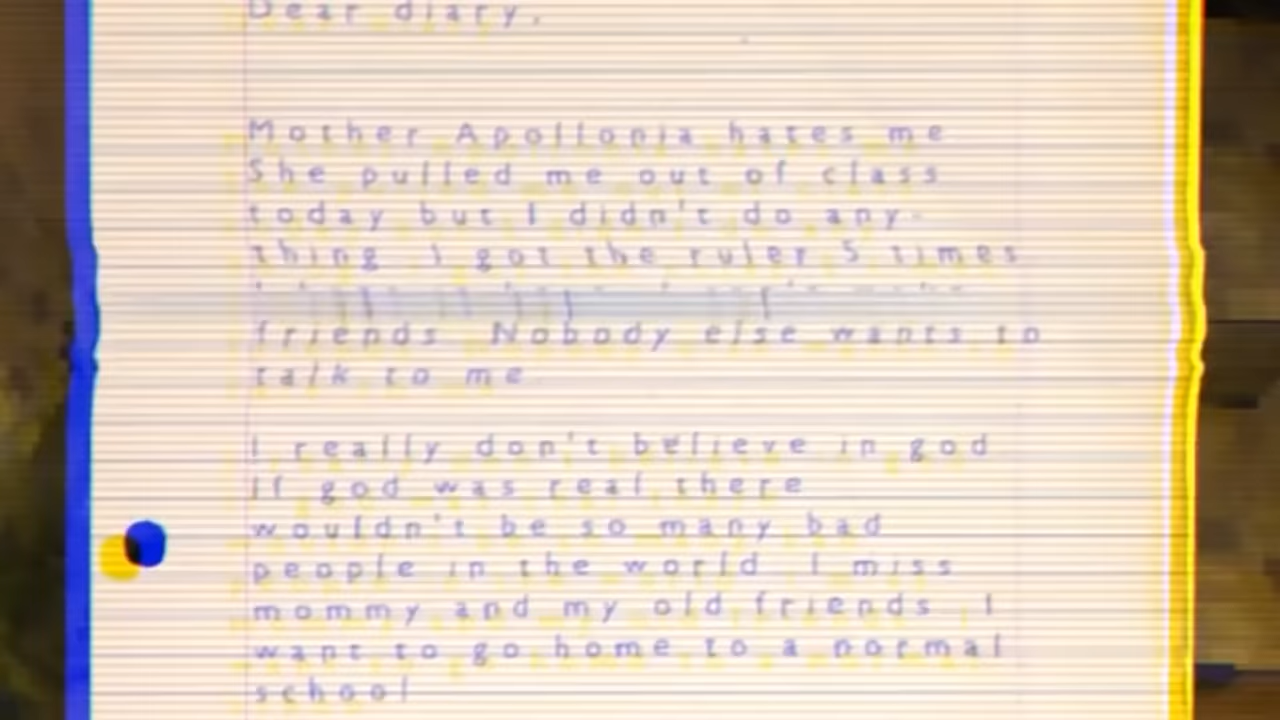 Dear diary,
Mother Apollonia hates me
She pulled me out of class
today but I didn't do any-
thing I got the ruler 5 times
friends Nobody else wants to
talk to me
I really don't believe in god
If god was real there
wouldn't be so many bad
people in the world I miss
mommy and my old friends I
want to go home to a normal
school